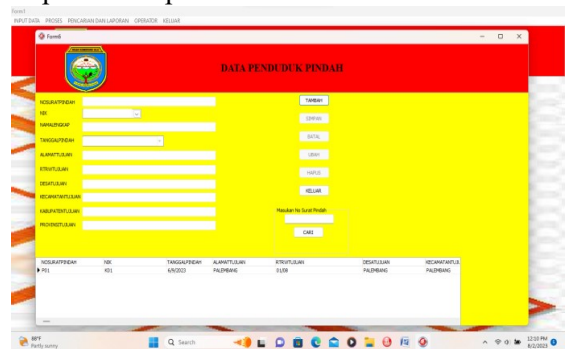 Form1
INPUT DATA PROSES PENCARIAN DAN LAPORAN OPERATOR KELUAR
Form6
DATA PENDUDUK PINDAH
NOSURATPINDAH
NIK
NAMALENGKAP
TANGGALPINDAH
ALAMATTUJUAN
RTRWTUJUAN
DESATUJUAN
KECAMATANTUJUAN
KABUPATENTUJUAN
PROVINSITUJUAN
TAMBAH
SIMPAN
BATAL
UBAH
HAPUS
KELUAR
Masukan No Surat Pindah
CARI
NOSURATPINDAH NIK TANGGALPINDAH ALAMATTUJUAN RTRWTUJUAN DESATUJUAN KECAMATANTUJ
P01 K01 6/9/2023 PALEMBANG 01/09 PALEMBANG PALEMBANG
88°F
Partly sunny
Search
12:10 PM
8/2/2023